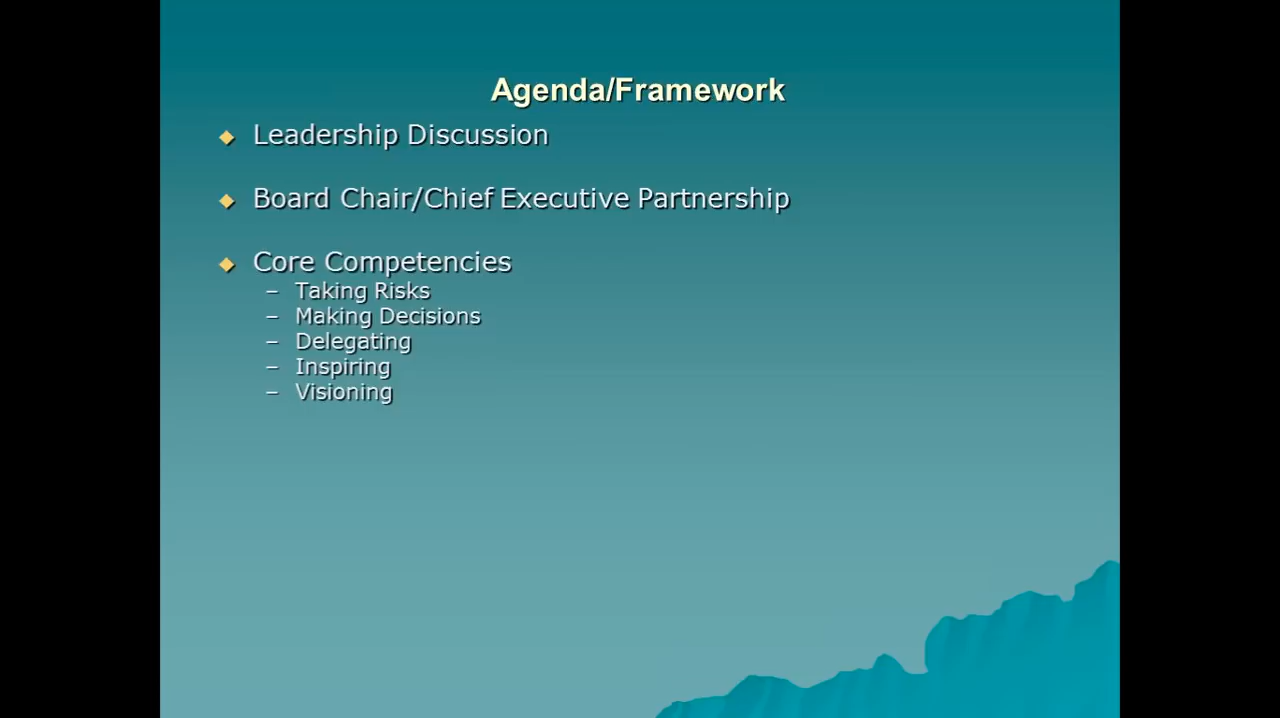 Agenda/Framework
Leadership Discussion
Board Chair/Chief Executive Partnership
Core Competencies
– Taking Risks
– Making Decisions
– Delegating
– Inspiring
– Visioning